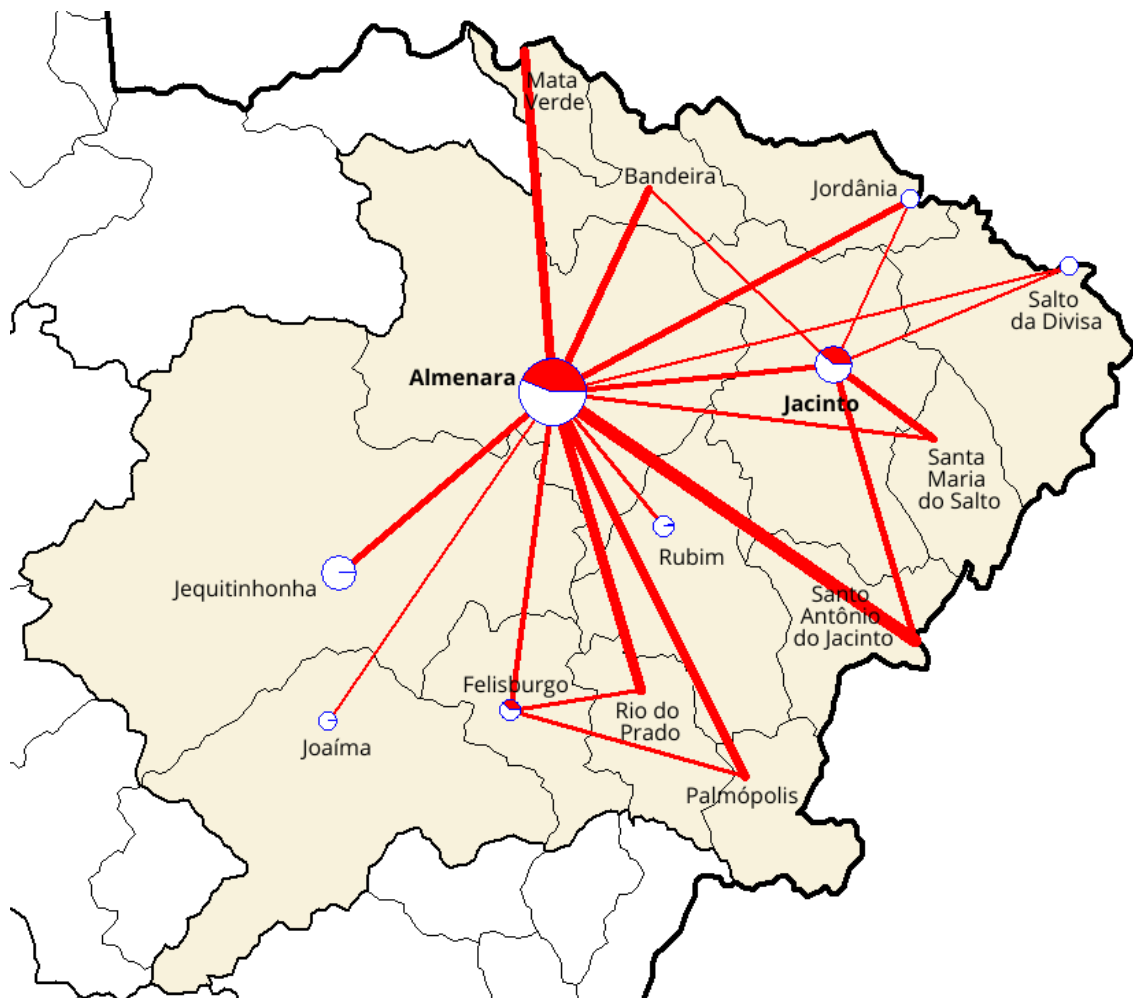 Mata
Verde
Bandeira
Jordânia
Salto
da Divisa
Almenara
Jacinto
Santa
Maria
do Salto
Rubim
Jequitinhonha
Santo
Antônio
do Jacinto
Felisburgo
Rio do
Prado
Joaíma
Palmópolis